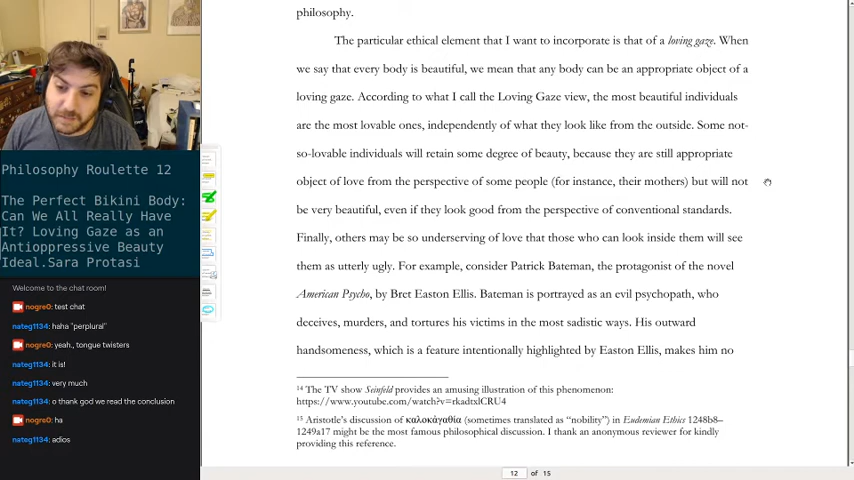 philosophy.
The particular ethical element that I want to incorporate is that of a loving gaze. When
we say that every body is beautiful, we mean that any body can be an appropriate object of a
loving gaze. According to what I call the Loving Gaze view, the most beautiful individuals
are the most lovable ones, independently of what they look like from the outside. Some not-
so-lovable individuals will retain some degree of beauty, because they are still appropriate
object of love from the perspective of some people (for instance, their mothers) but will not
be very beautiful, even if they look good from the perspective of conventional standards.
Finally, others may be so underserving of love that those who can look inside them will see
them as utterly ugly. For example, consider Patrick Bateman, the protagonist of the novel
American Psycho, by Bret Easton Ellis. Bateman is portrayed as an evil psychopath, who
deceives, murders, and tortures his victims in the most sadistic ways. His outward
handsomeness, which is a feature intentionally highlighted by Easton Ellis, makes him no
14 The TV show Seinfeld provides an amusing illustration of this phenomenon:
https://www.youtube.com/watch?v=rkadtxlCRU4
15 Aristotle's discussion of καλοκἀγαθία (sometimes translated as "nobility") in Eudemian Ethics 1248b8–
1249a17 might be the most famous philosophical discussion. I thank an anonymous reviewer for kindly
providing this reference.
12 of 15
Philosophy Roulette 12
The Perfect Bikini Body:
Can We All Really Have
It? Loving Gaze as an
Antioppressive Beauty
Ideal.Sara Protasi
Welcome to the chat room!
nogre0: test chat
nateg1134: haha "perplural"
nogre0: yeah., tongue twisters
nateg1134: it is!
nateg1134: very much
nateg1134: o thank god we read the conclusion
nogre0: ha
nateg1134: adios